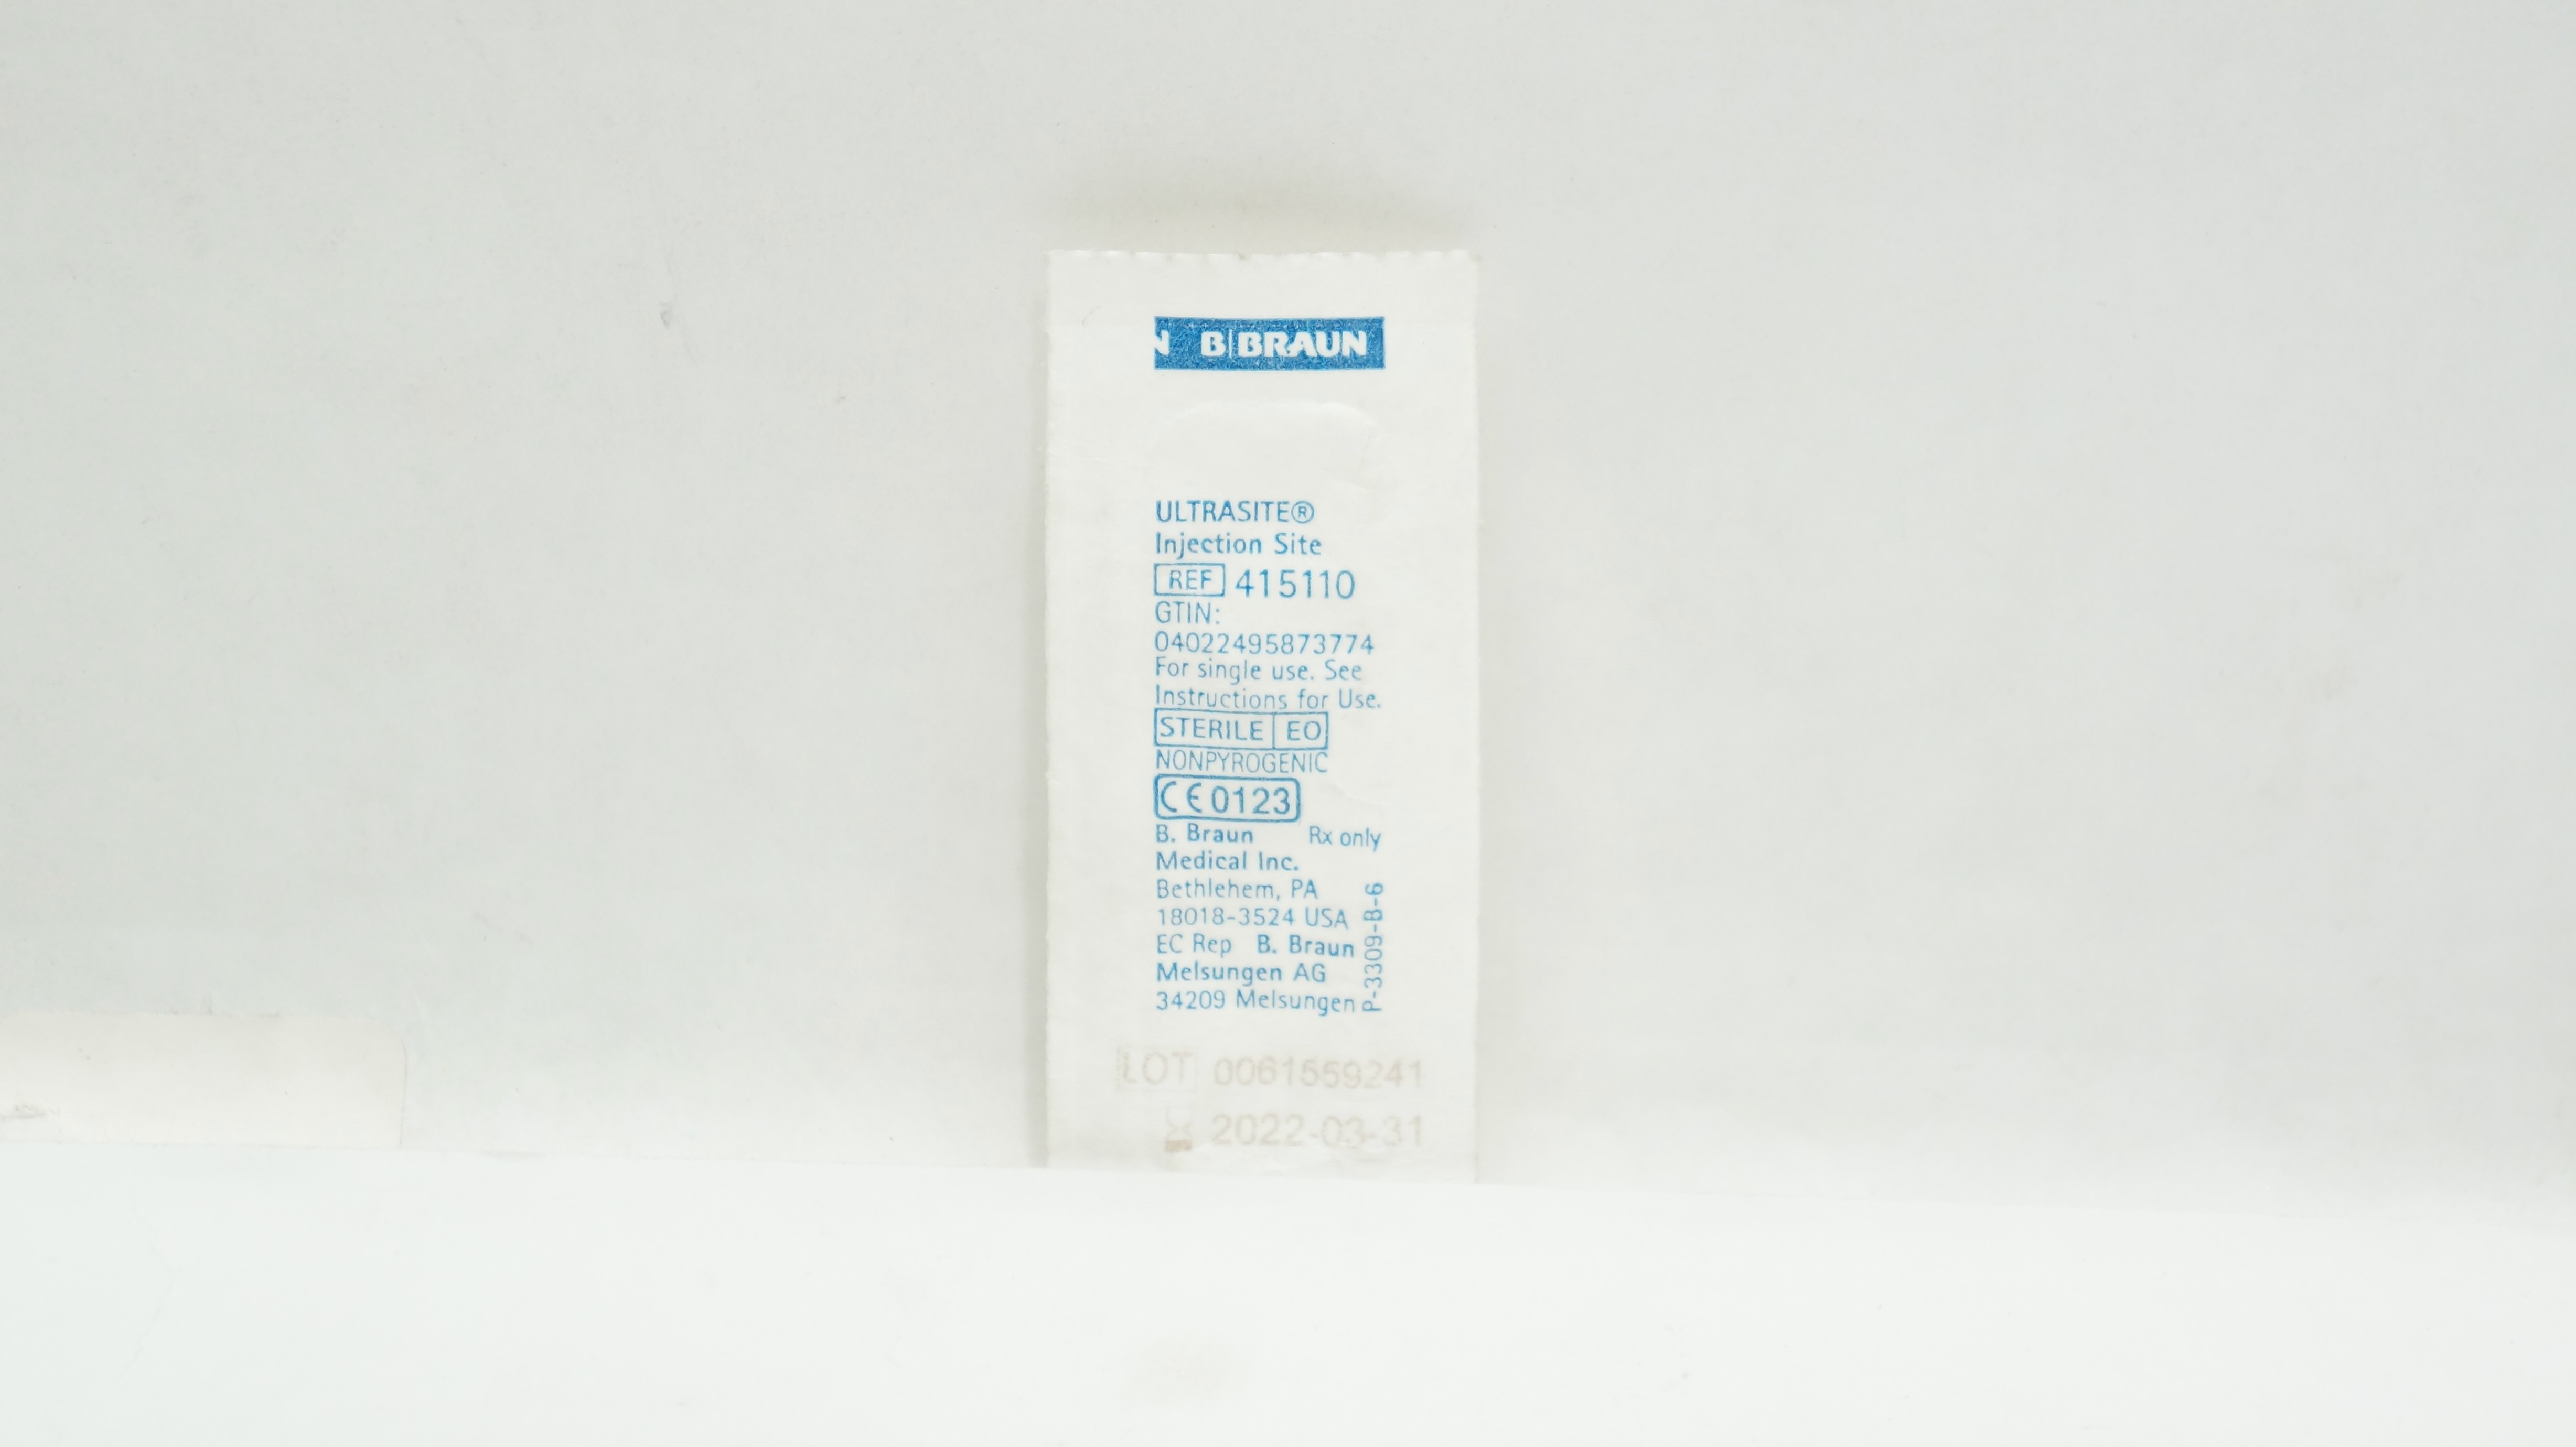 N B|BRAUN
ULTRASITE®
Injection Site
REF 415110
GTIN:
04022495873774
For single use. See
Instructions for Use.
STERILE EO
NONPYROGENIC
CE 0123
B. Braun Rx only
Medical Inc.
Bethlehem, PA
18018-3524 USA
EC Rep B. Braun
Melsungen AG
34209 Melsungen
P-3309-B-6
LOT 0061559241
2022-03-31